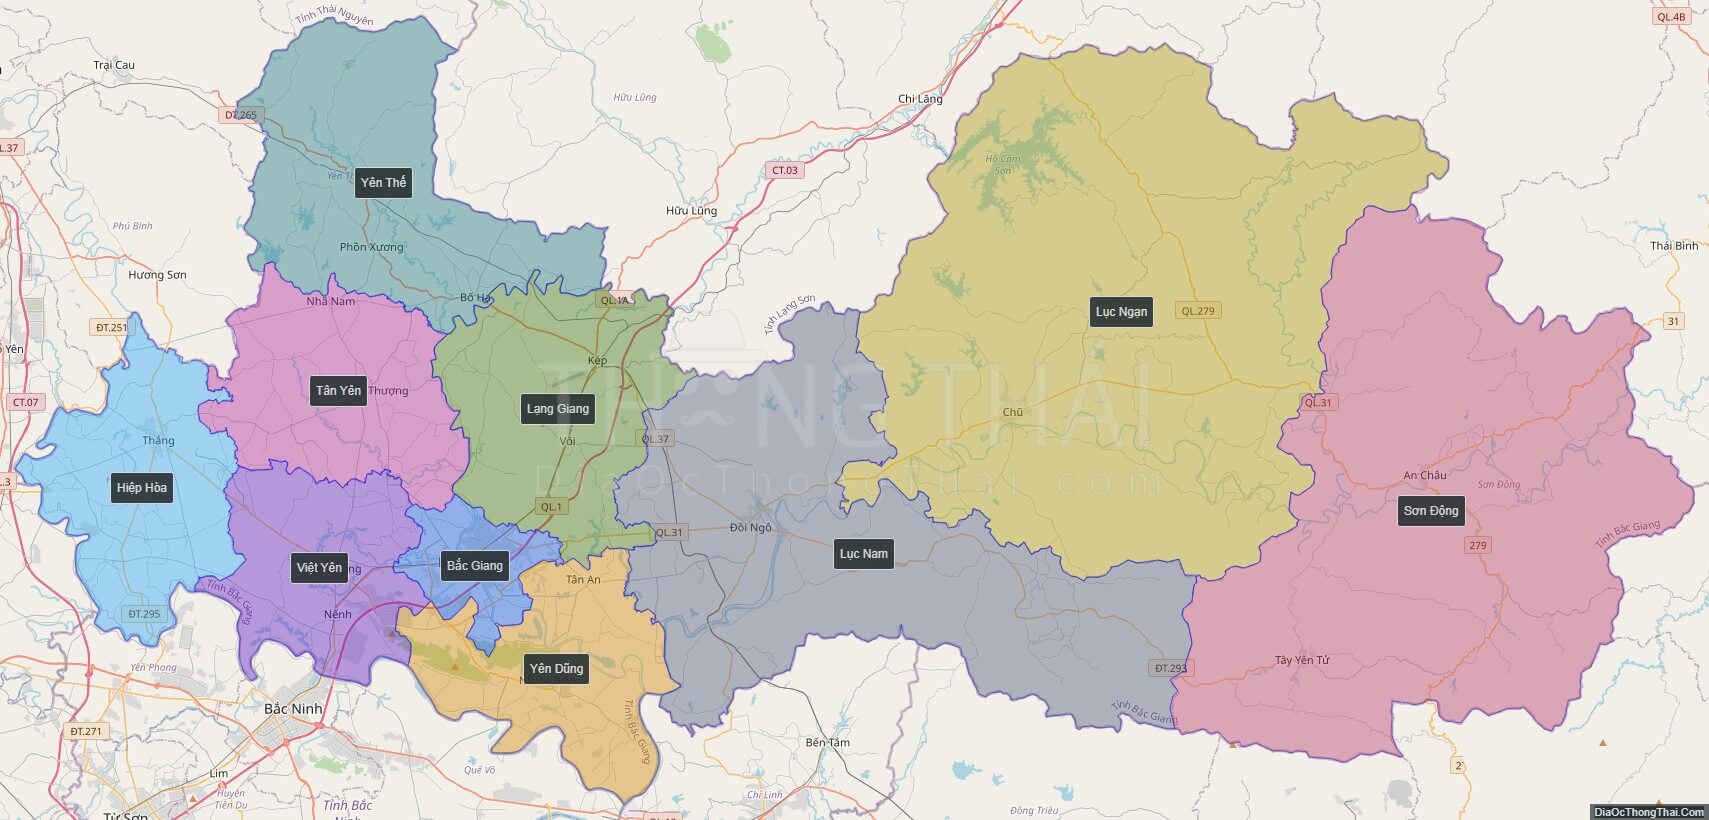 Tỉnh Thái Nguyên
QL.4B
Trại Cau
Hữu Lũng
Chi Lăng
ĐT.265
CT.03
Hồ Cấm
Sơn
Yên Thế
Hữu Lũng
Phú Bình
Phồn Xương
Thái Bình
Hương Sơn
Bố Hạ
Nhã Nam
QL.1A
Tỉnh Lạng Sơn
Lục Ngạn
QL.279
31
ĐT.251
Kép
Tân Yên
Thượng
CT.07
QL.31
Lạng Giang
Chũ
THÔNG THÁI
Thắng
Vôi
QL.37
DiaOcThongThai.com
An Châu
Sơn Động
Hiệp Hòa
QL.1
Sơn Động
Đồi Ngô
QL.31
Tỉnh Bắc Giang
279
Lục Nam
Bắc Giang
Việt Yên
Tân An
Tỉnh Bắc Giang
ĐT.295
Nếnh
Yên Phong
Yên Dũng
Tây Yên Tử
ĐT.293
Bắc Ninh
Tỉnh Bắc Giang
Tỉnh Bắc Giang
ĐT.271
Bến Tắm
Quế Võ
Lim
2
Huyện
Tiên Du
Chí Linh
Tỉnh Bắc
Ninh
Đông Triều
Từ Sơn
DiaOcThongThai.Com